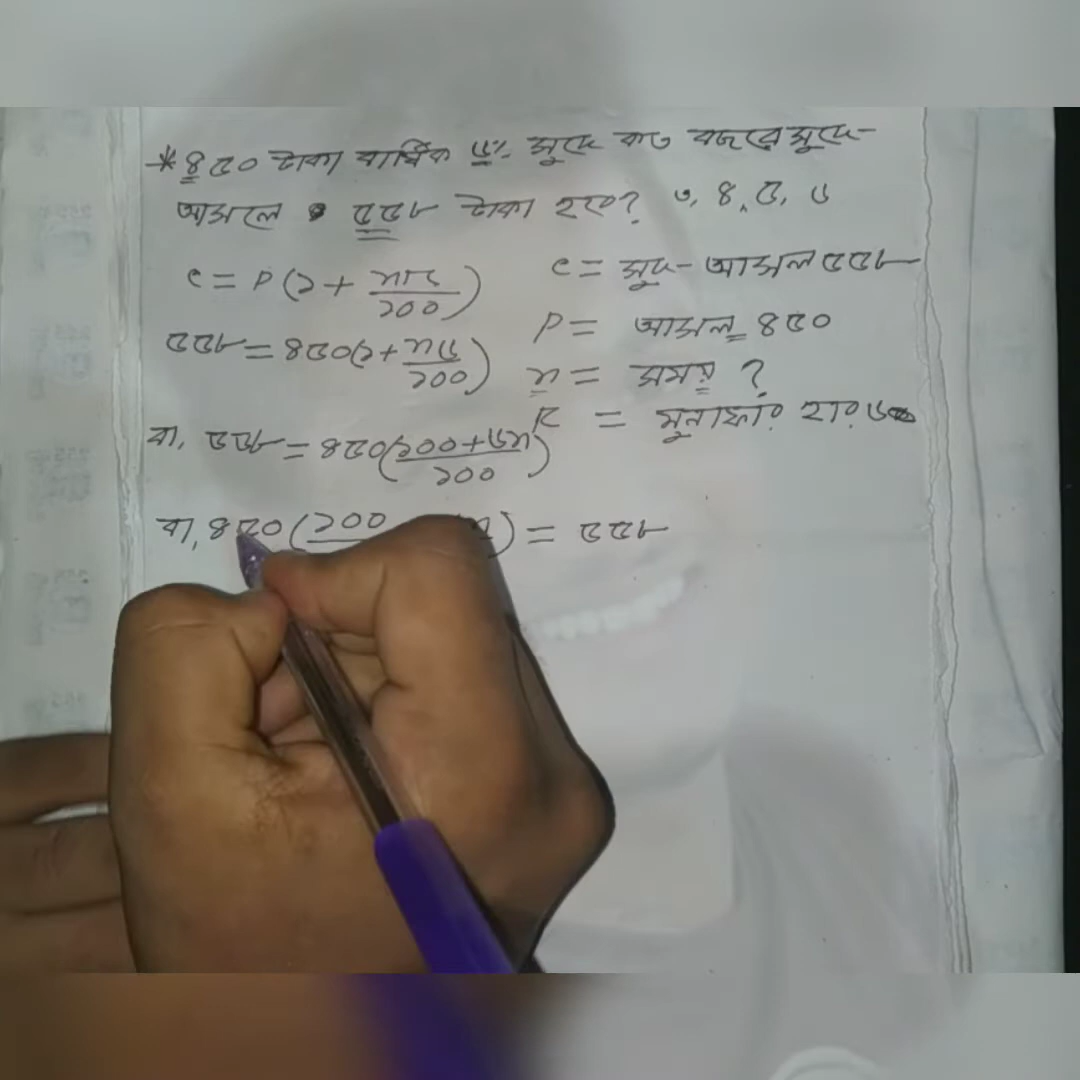 *৪৫০ টাকা বার্ষিক ৬% সুদে কত বছরে সুদে-
আসলে ৫৫৮ টাকা হবে? ৩, ৪, ৫, ৬
c = p(১ + nr/১০০)
৫৫৮ = ৪৫০(১ + ৬n/১০০)
বা, ৫৫৮ = ৪৫০(১০০+৬n/১০০)
বা, ৪৫০(১০০ ) = ৫৫৮
c = সুদ-আসল ৫৫৮
p = আসল = ৪৫০
n = সময় ?
r = মুনাফার হার ৬